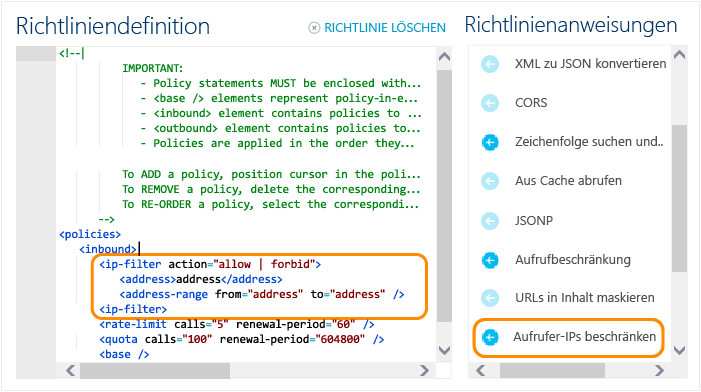 Richtliniendefinition
RICHTLINIE LÖSCHEN
<!--
IMPORTANT:
- Policy statements MUST be enclosed with...
- <base /> elements represent policy-in-e...
- <inbound> element contains policies to ...
- <outbound> element contains policies to...
- Policies are applied in the order they...
To ADD a policy, position cursor in the poli...
To REMOVE a policy, delete the corresponding...
To RE-ORDER a policy, select the correspondi...
-->
<policies>
<inbound>
<ip-filter action="allow | forbid">
<address>address</address>
<address-range from="address" to="address" />
<ip-filter>
<rate-limit calls="5" renewal-period="60" />
<quota calls="100" renewal-period="604800" />
<base />
Richtlinienanweisungen
XML zu JSON konvertieren
CORS
Zeichenfolge suchen und..
Aus Cache abrufen
JSONP
Aufrufbeschränkung
URLs in Inhalt maskieren
Aufrufer-IPs beschränken